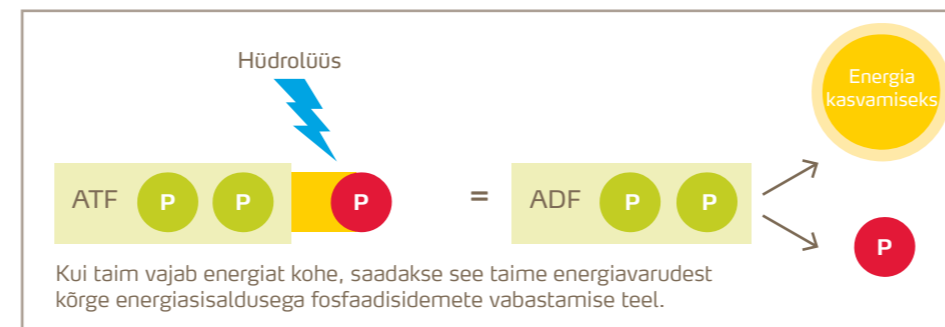 Hüdrolüüs
Energia
kasvamiseks
ATF P P P = ADF P P
P
Kui taim vajab energiat kohe, saadakse see taime energiavarudest
kõrge energiasisaldusega fosfaadisidemete vabastamise teel.